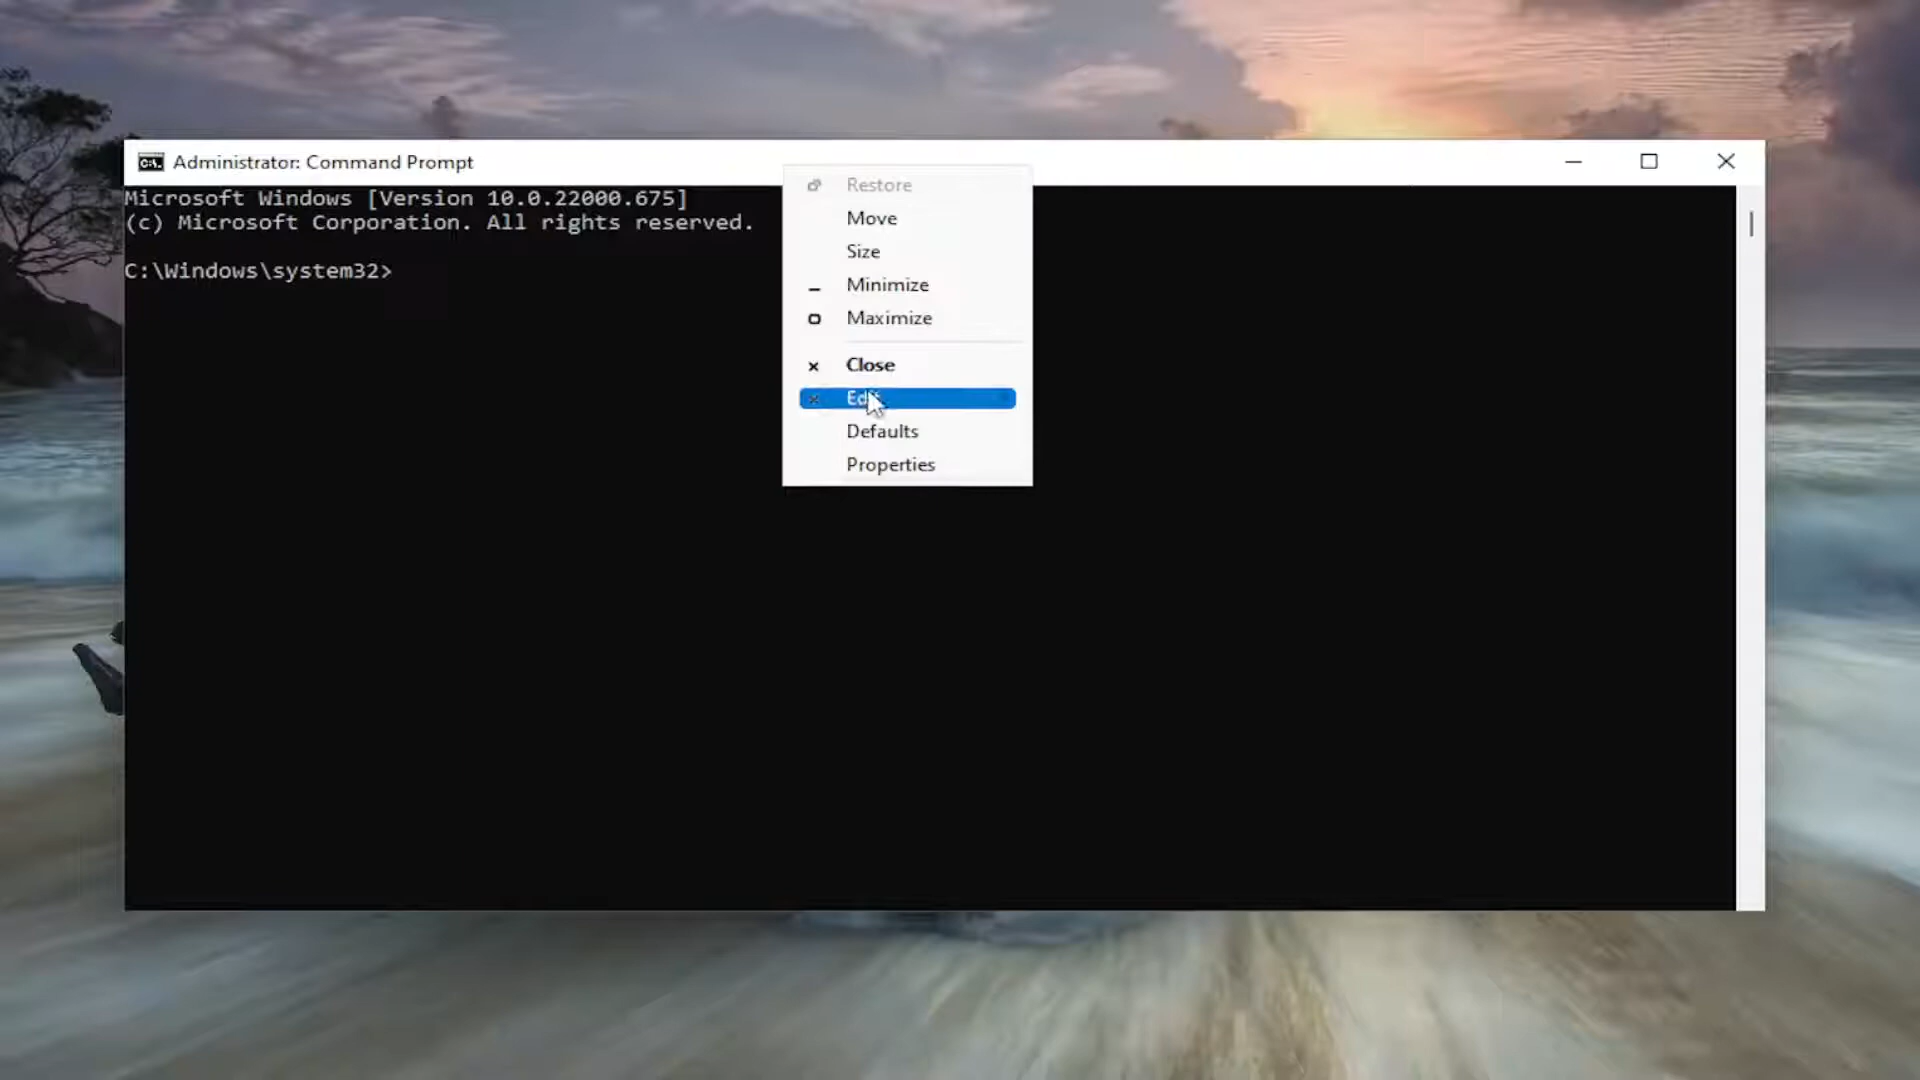 Administrator: Command Prompt
Microsoft Windows [Version 10.0.22000.675]
(c) Microsoft Corporation. All rights reserved.
C:\Windows\system32>
Restore
Move
Size
Minimize
Maximize
Close
Edit
Defaults
Properties